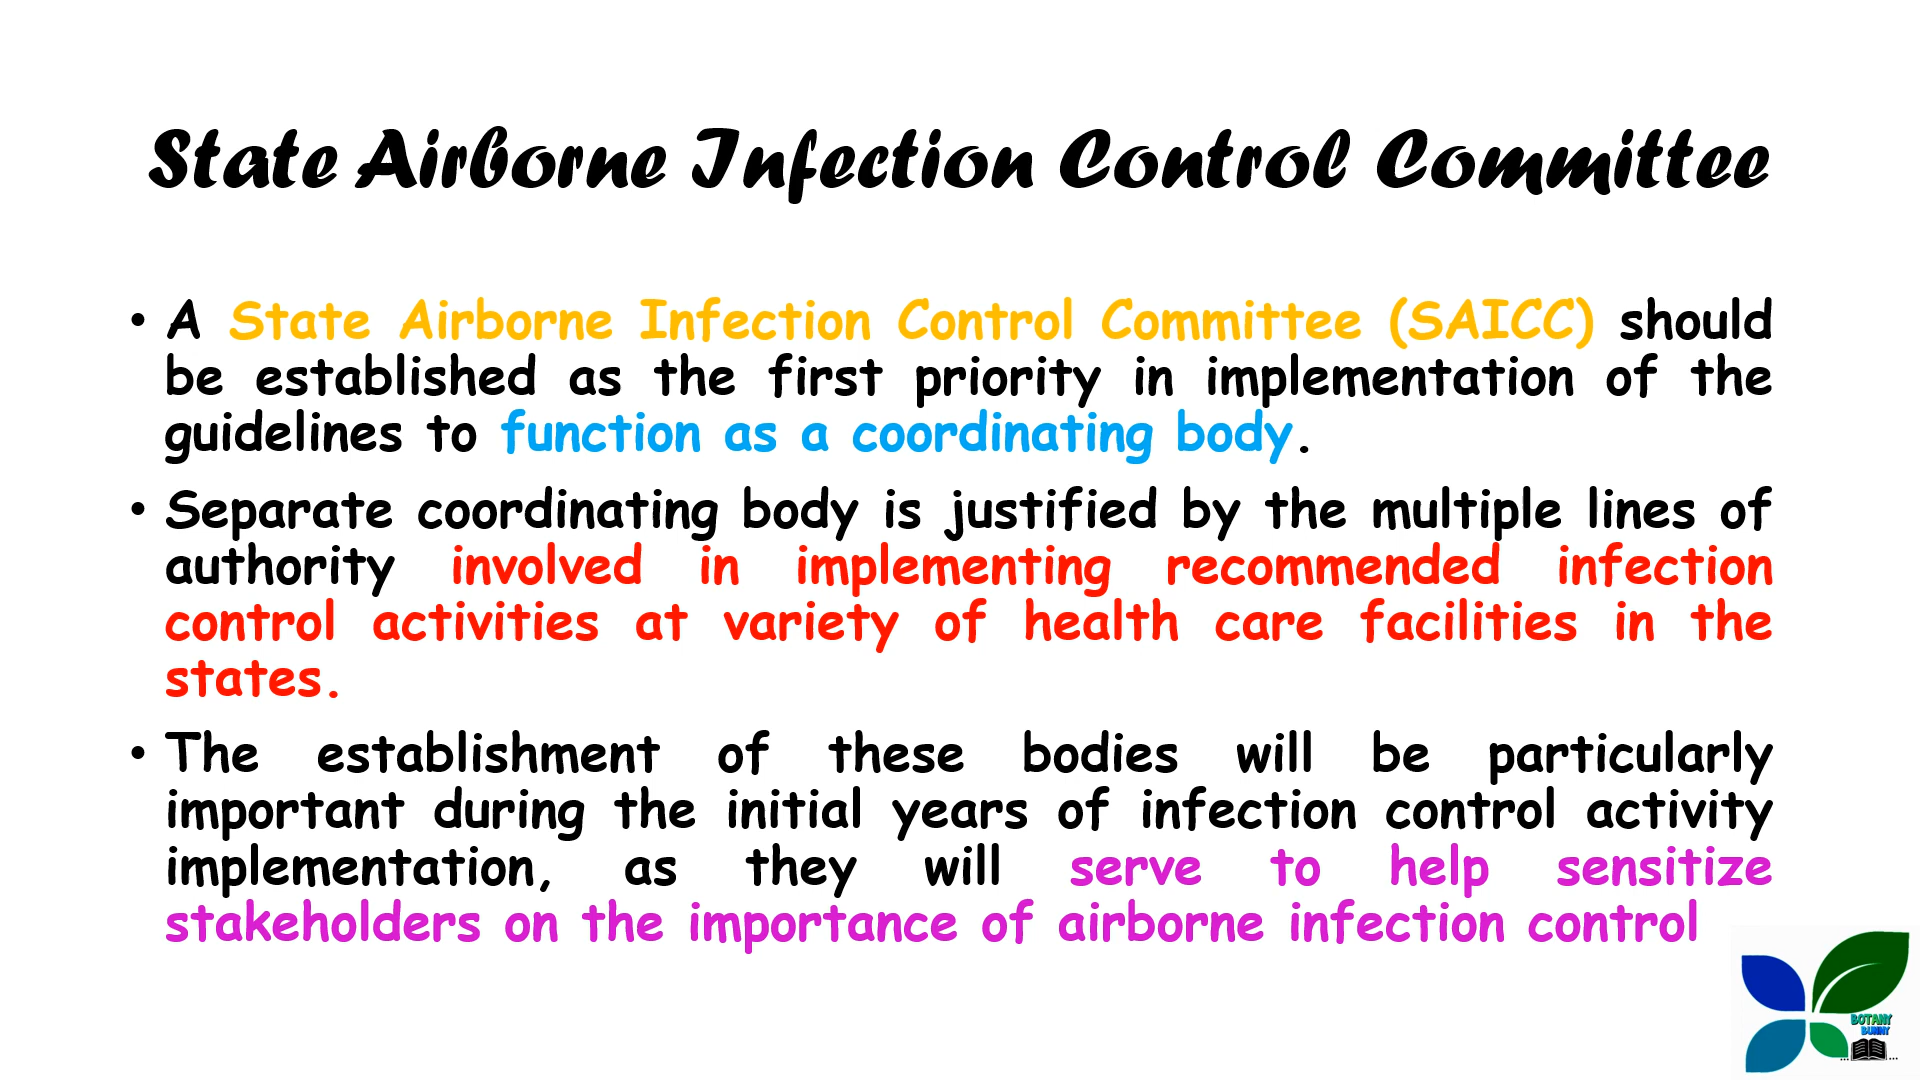 State Airborne Infection Control Committee
• A State Airborne Infection Control Committee (SAICC) should
be established as the first priority in implementation of the
guidelines to function as a coordinating body.
• Separate coordinating body is justified by the multiple lines of
authority involved in implementing recommended infection
control activities at variety of health care facilities in the
states.
• The establishment of these bodies will be particularly
important during the initial years of infection control activity
implementation, as they will serve to help sensitize
stakeholders on the importance of airborne infection control
BOTANY
BUNNY